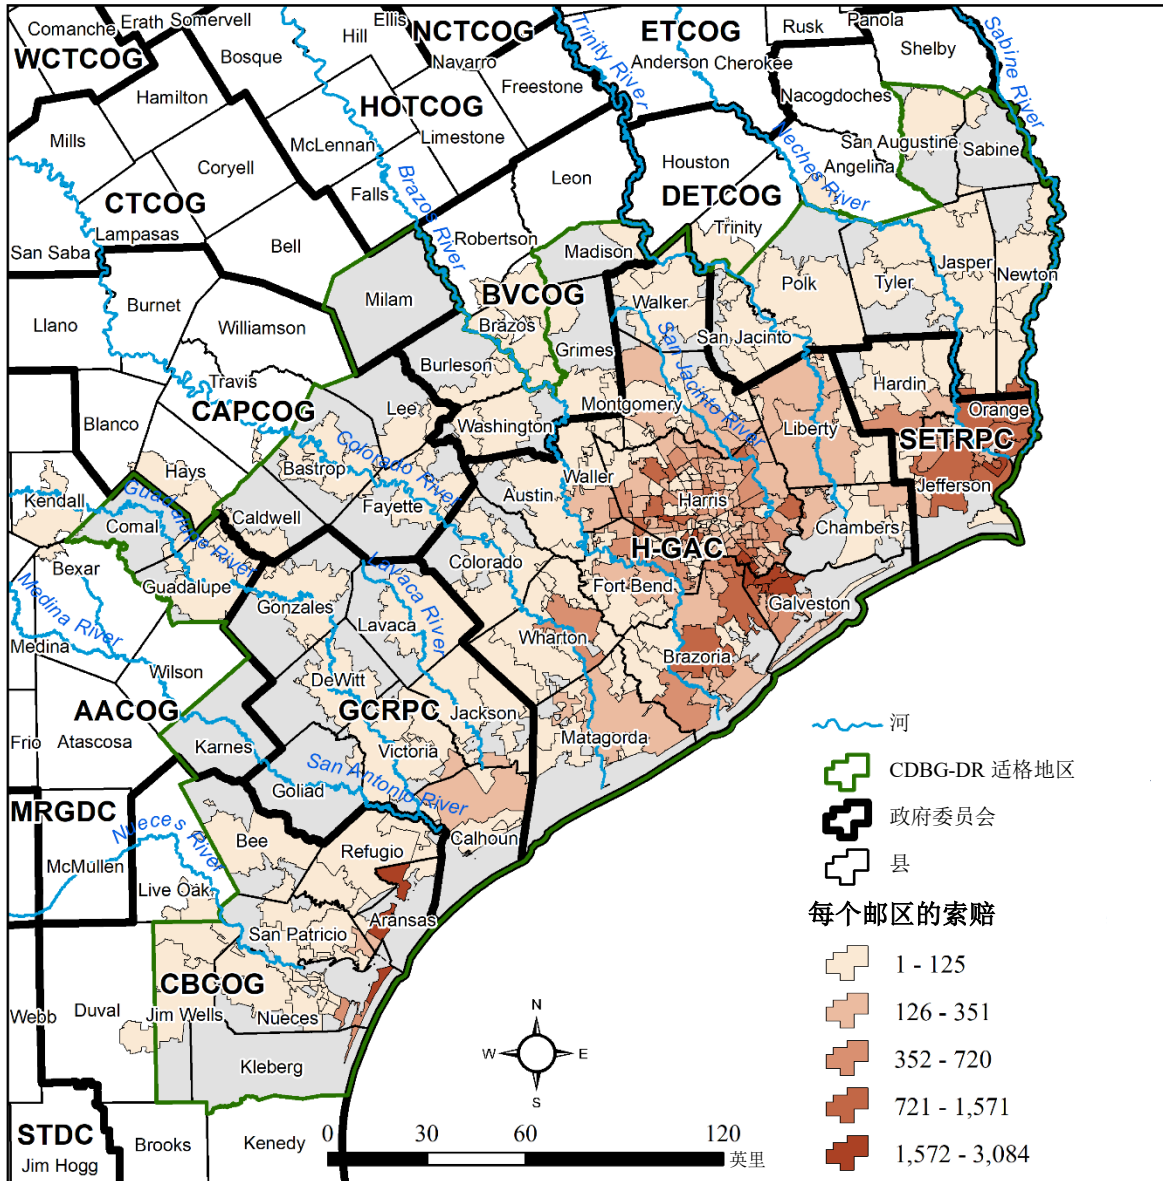 Comanche
Erath
Somervell
Ellis
NCTCOG
Trinity River
ETCOG
Rusk
Panola
Sabine River
WCTCOG
Bosque
Hill
Navarro
Anderson
Cherokee
Shelby
Hamilton
HOTCOG
Freestone
Nacogdoches
Mills
McLennan
Limestone
Neches River
San Augustine
Sabine
Coryell
Brazos River
Leon
Houston
Angelina
CTCOG
Falls
DETCOG
Lampasas
Bell
Robertson
Madison
Trinity
San Saba
Jasper
Burnet
Milam
BVCOG
Walker
Polk
Tyler
Newton
Llano
Williamson
Brazos
San Jacinto River
San Jacinto
Grimes
Burleson
Travis
Hardin
Blanco
CAPCOG
Lee
Montgomery
Orange
Washington
Liberty
SETRPC
Colorado River
Hays
Bastrop
Waller
Kendall
Guadalupe River
Austin
Harris
Jefferson
Comal
Caldwell
Fayette
Chambers
Bexar
Lavaca River
Colorado
H-GAC
Medina River
Guadalupe
Gonzales
Fort Bend
Galveston
Lavaca
Wharton
Medina
Wilson
Brazoria
DeWitt
AACOG
GCRPC
Jackson
Frio
Atascosa
Karnes
Victoria
Matagorda
San Antonio River
Goliad
MRGDC
Nueces River
Bee
Refugio
Calhoun
McMullen
Live Oak
Aransas
San Patricio
CBCOG
Webb
Duval
Jim Wells
Nueces
Kleberg
STDC
Jim Hogg
Brooks
Kenedy
N
W
E
S
0
30
60
120
英里
河
CDBG-DR 适格地区
政府委员会
县
每个邮区的索赔
1 - 125
126 - 351
352 - 720
721 - 1,571
1,572 - 3,084